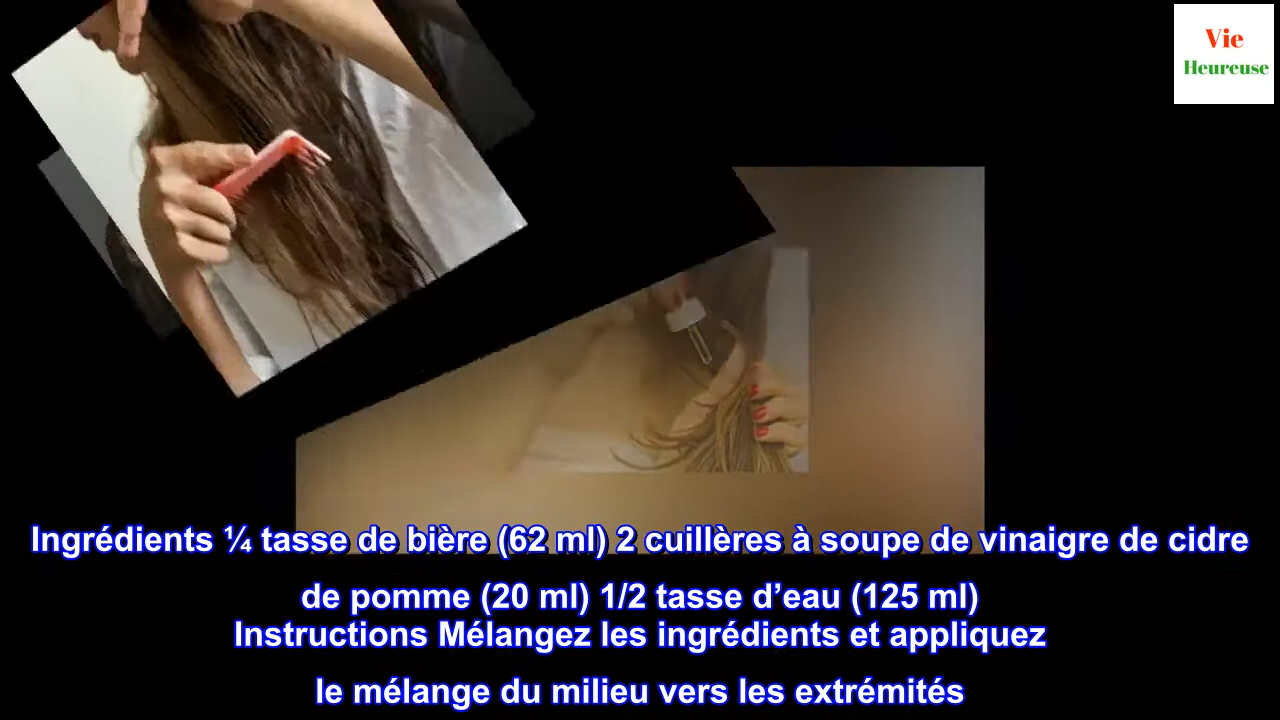 Vie
Heureuse
Ingrédients ¼ tasse de bière (62 ml) 2 cuillères à soupe de vinaigre de cidre
de pomme (20 ml) 1/2 tasse d’eau (125 ml)
Instructions Mélangez les ingrédients et appliquez
le mélange du milieu vers les extrémités